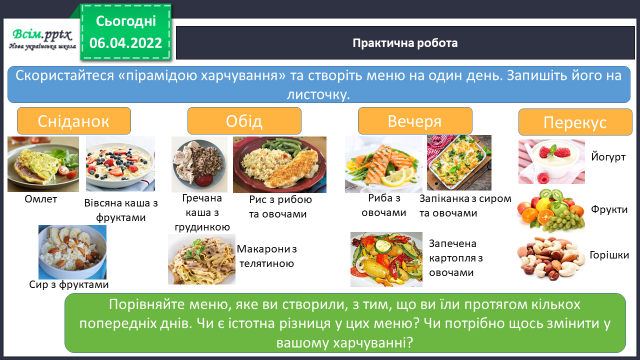 Всім.pptx
Нова українська школа
Сьогодні
06.04.2022
Практична робота
Скористайтеся «пірамідою харчування» та створіть меню на один день. Запишіть його на
листочку.
Сніданок
Обід
Вечеря
Перекус
Омлет
Вівсяна каша з
фруктами
Сир з фруктами
Гречана
каша з
грудинкою
Рис з рибою
та овочами
Макарони з
телятиною
Риба з
овочами
Запіканка з сиром
та овочами
Запечена
картопля з
овочами
Йогурт
Фрукти
Горішки
Порівняйте меню, яке ви створили, з тим, що ви їли протягом кількох
попередніх днів. Чи є істотна різниця у цих меню? Чи потрібно щось змінити у
вашому харчуванні?